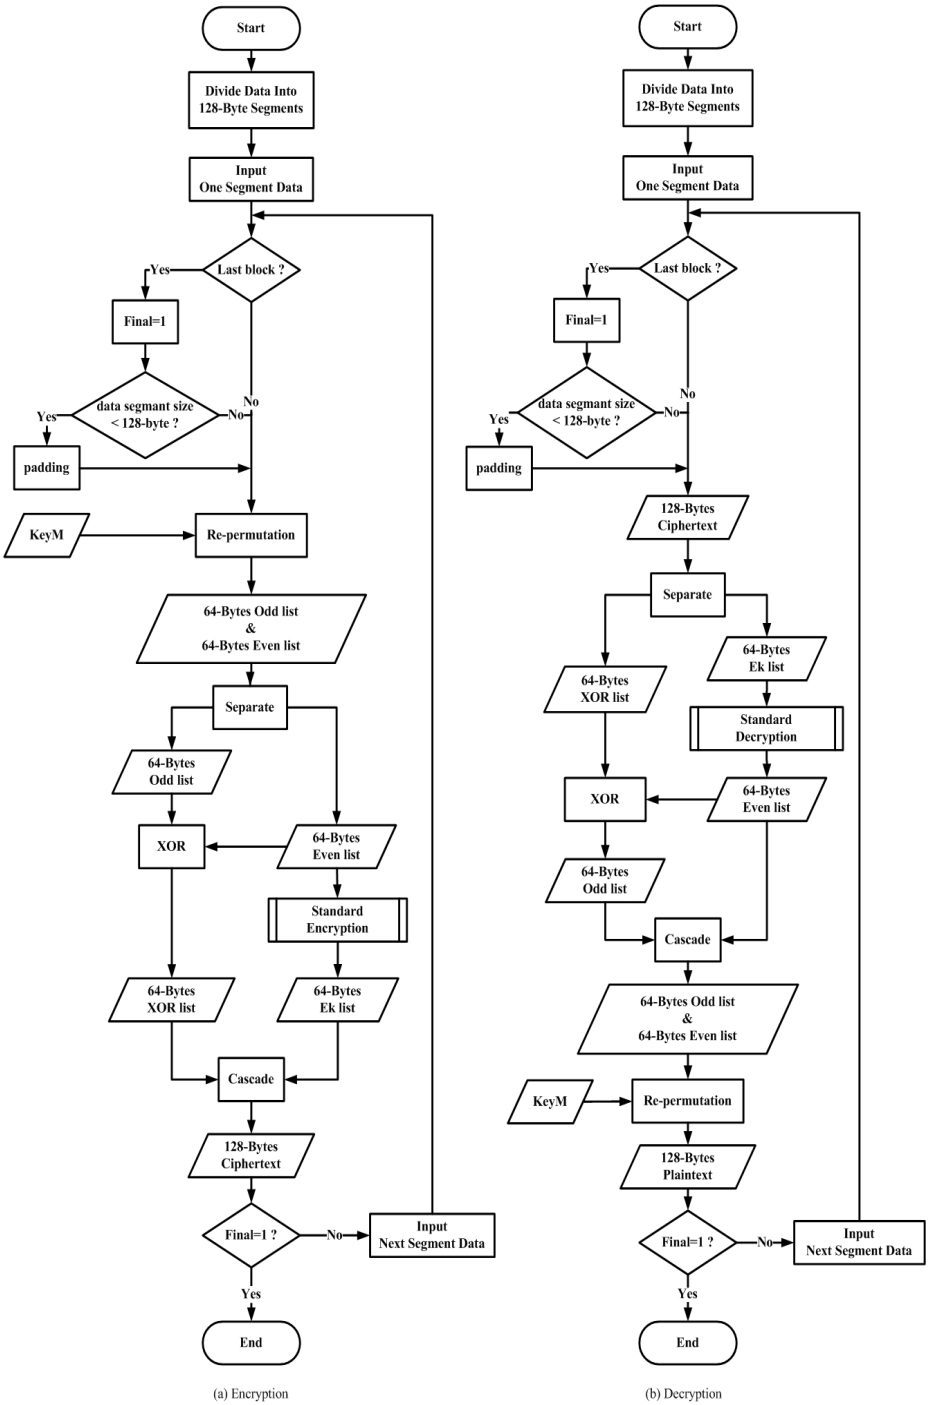 Start
Divide Data Into
128-Byte Segments
Input
One Segment Data
Last block ?
Yes
Final=1
No
data segmant size
< 128-byte ?
No
Yes
padding
KeyM
Re-permutation
64-Bytes Odd list
&
64-Bytes Even list
Separate
64-Bytes
Odd list
XOR
64-Bytes
Even list
Standard
Encryption
64-Bytes
XOR list
64-Bytes
Ek list
Cascade
128-Bytes
Ciphertext
Final=1 ?
No
Input
Next Segment Data
Yes
End
(a) Encryption
Start
Divide Data Into
128-Byte Segments
Input
One Segment Data
Last block ?
Yes
Final=1
No
data segmant size
< 128-byte ?
No
Yes
padding
128-Bytes
Ciphertext
Separate
64-Bytes
Ek list
64-Bytes
XOR list
Standard
Decryption
XOR
64-Bytes
Even list
64-Bytes
Odd list
Cascade
64-Bytes Odd list
&
64-Bytes Even list
KeyM
Re-permutation
128-Bytes
Plaintext
Final=1 ?
No
Input
Next Segment Data
Yes
End
(b) Decryption